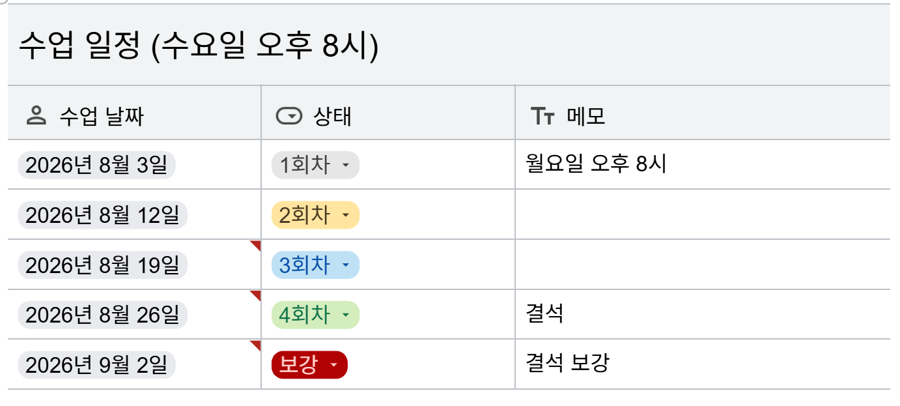 수업 일정 (수요일 오후 8시)
수업 날짜 상태 메모
2026년 8월 3일 1회차 월요일 오후 8시
2026년 8월 12일 2회차
2026년 8월 19일 3회차
2026년 8월 26일 4회차 결석
2026년 9월 2일 보강 결석 보강